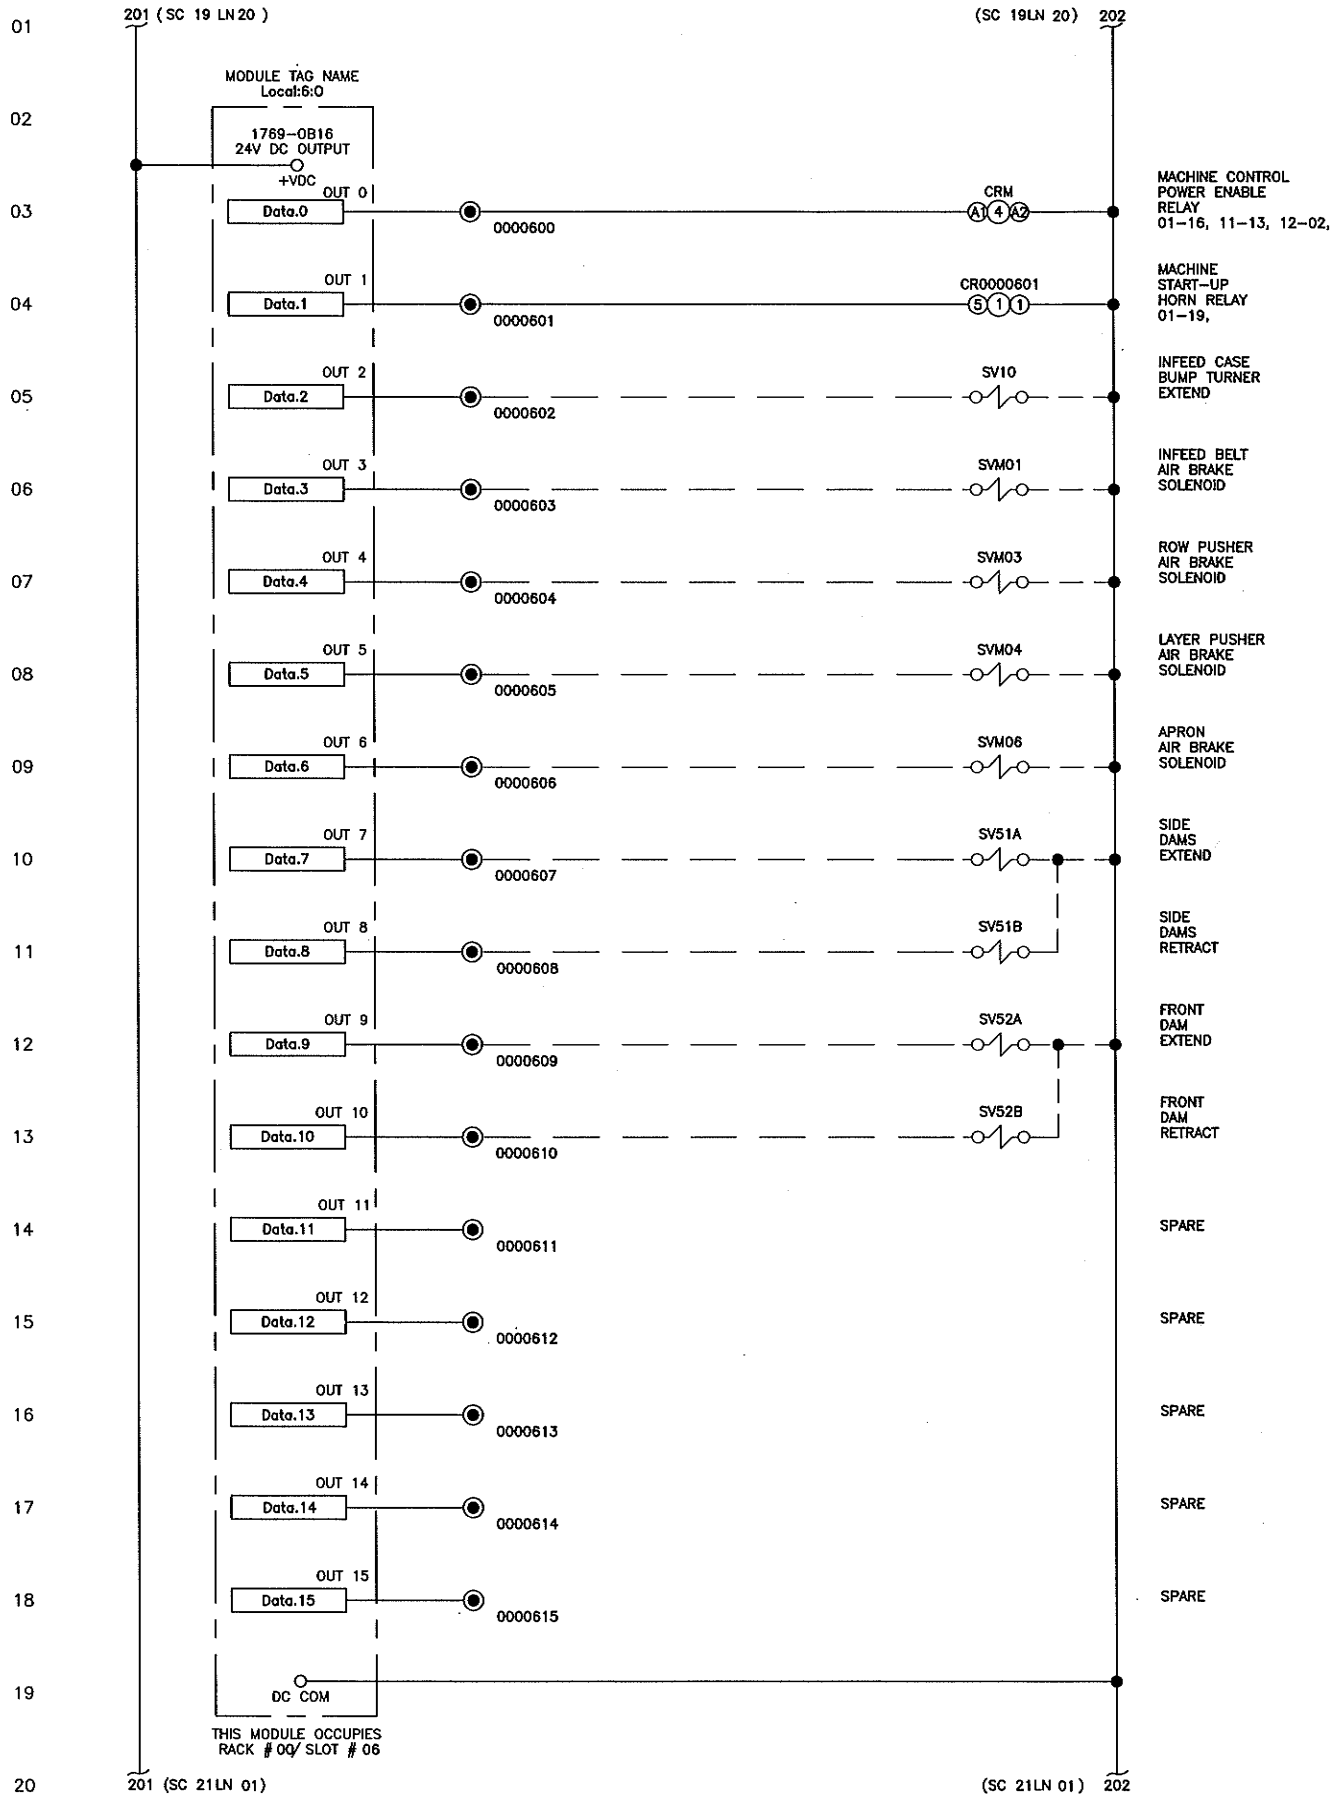 01
201 (SC 19 LN20 )
(SC 19LN 20) 202
MODULE TAG NAME
Local:6:O
02
1769-OB16
24V DC OUTPUT
+VDC
OUT 0
03
Data.0
0000600
CRM
A1 4 A2
MACHINE CONTROL
POWER ENABLE
RELAY
01-16, 11-13, 12-02,
OUT 1
04
Data.1
0000601
CR0000601
5 1 1
MACHINE
START-UP
HORN RELAY
01-19,
OUT 2
05
Data.2
0000602
SV10
INFEED CASE
BUMP TURNER
EXTEND
OUT 3
06
Data.3
0000603
SVM01
INFEED BELT
AIR BRAKE
SOLENOID
OUT 4
07
Data.4
0000604
SVM03
ROW PUSHER
AIR BRAKE
SOLENOID
OUT 5
08
Data.5
0000605
SVM04
LAYER PUSHER
AIR BRAKE
SOLENOID
OUT 6
09
Data.6
0000606
SVM06
APRON
AIR BRAKE
SOLENOID
OUT 7
10
Data.7
0000607
SV51A
SIDE
DAMS
EXTEND
OUT 8
11
Data.8
0000608
SV51B
SIDE
DAMS
RETRACT
OUT 9
12
Data.9
0000609
SV52A
FRONT
DAM
EXTEND
OUT 10
13
Data.10
0000610
SV52B
FRONT
DAM
RETRACT
OUT 11
14
Data.11
0000611
SPARE
OUT 12
15
Data.12
0000612
SPARE
OUT 13
16
Data.13
0000613
SPARE
OUT 14
17
Data.14
0000614
SPARE
OUT 15
18
Data.15
0000615
SPARE
19
DC COM
THIS MODULE OCCUPIES
RACK # 00/ SLOT # 06
20
201 (SC 21LN 01)
(SC 21LN 01) 202